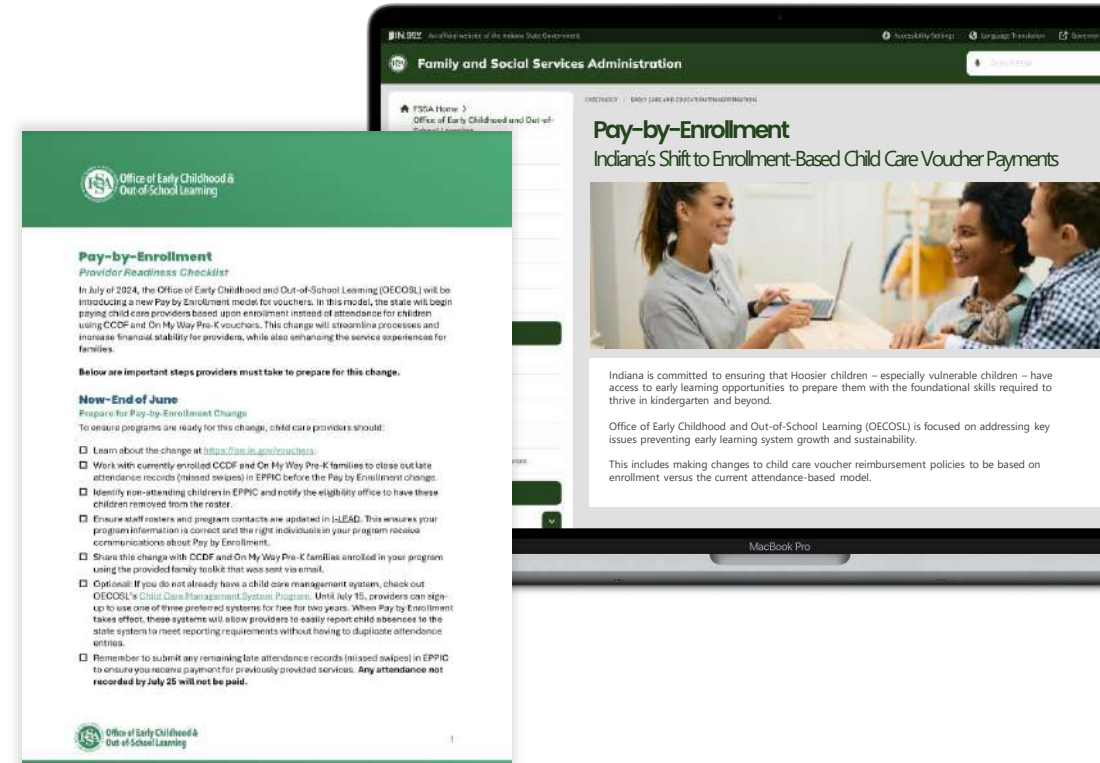 IN.gov An official website of the Indiana State Government
Accessibility Settings Language Translation Governor
Family and Social Services Administration
FSSA Home >
Office of Early Childhood and Out-of-
School Learning
Pay-by-Enrollment
Indiana's Shift to Enrollment-Based Child Care Voucher Payments
Indiana is committed to ensuring that Hoosier children – especially vulnerable children – have
access to early learning opportunities to prepare them with the foundational skills required to
thrive in kindergarten and beyond.
Office of Early Childhood and Out-of-School Learning (OECOSL) is focused on addressing key
issues preventing early learning system growth and sustainability.
This includes making changes to child care voucher reimbursement policies to be based on
enrollment versus the current attendance-based model.
MacBook Pro
FSSA
Office of Early Childhood &
Out-of-School Learning
Pay-by-Enrollment
Provider Readiness Checklist
In July of 2024, the Office of Early Childhood and Out-of-School Learning (OECOSL) will be
introducing a new Pay by Enrollment model for vouchers. In this model, the state will begin
paying child care providers based upon enrollment instead of attendance for children
using CCDF and On My Way Pre-K vouchers. This change will streamline processes and
increase financial stability for providers, while also enhancing the service experiences for
families.
Below are important steps providers must take to prepare for this change.
Now-End of June
Prepare for Pay-by-Enrollment Change
To ensure programs are ready for this change, child care providers should:
☐ Learn about the change at https://on.in.gov/vouchers.
☐ Work with currently enrolled CCDF and On My Way Pre-K families to close out late
attendance records (missed swipes) in EPPIC before the Pay by Enrollment change.
☐ Identify non-attending children in EPPIC and notify the eligibility office to have these
children removed from the roster.
☐ Ensure staff rosters and program contacts are updated in I-LEAD. This ensures your
program information is correct and the right individuals in your program receive
communications about Pay by Enrollment.
☐ Share this change with CCDF and On My Way Pre-K families enrolled in your program
using the provided family toolkit that was sent via email.
☐ Optional: If you do not already have a child care management system, check out
OECOSL's Child Care Management System Program. Until July 15, providers can sign-
up to use one of three preferred systems for free for two years. When Pay by Enrollment
takes effect, these systems will allow providers to easily report child absences to the
state system to meet reporting requirements without having to duplicate attendance
entries.
☐ Remember to submit any remaining late attendance records (missed swipes) in EPPIC
to ensure you receive payment for previously provided services. Any attendance not
recorded by July 25 will not be paid.
FSSA
Office of Early Childhood &
Out-of-School Learning
1